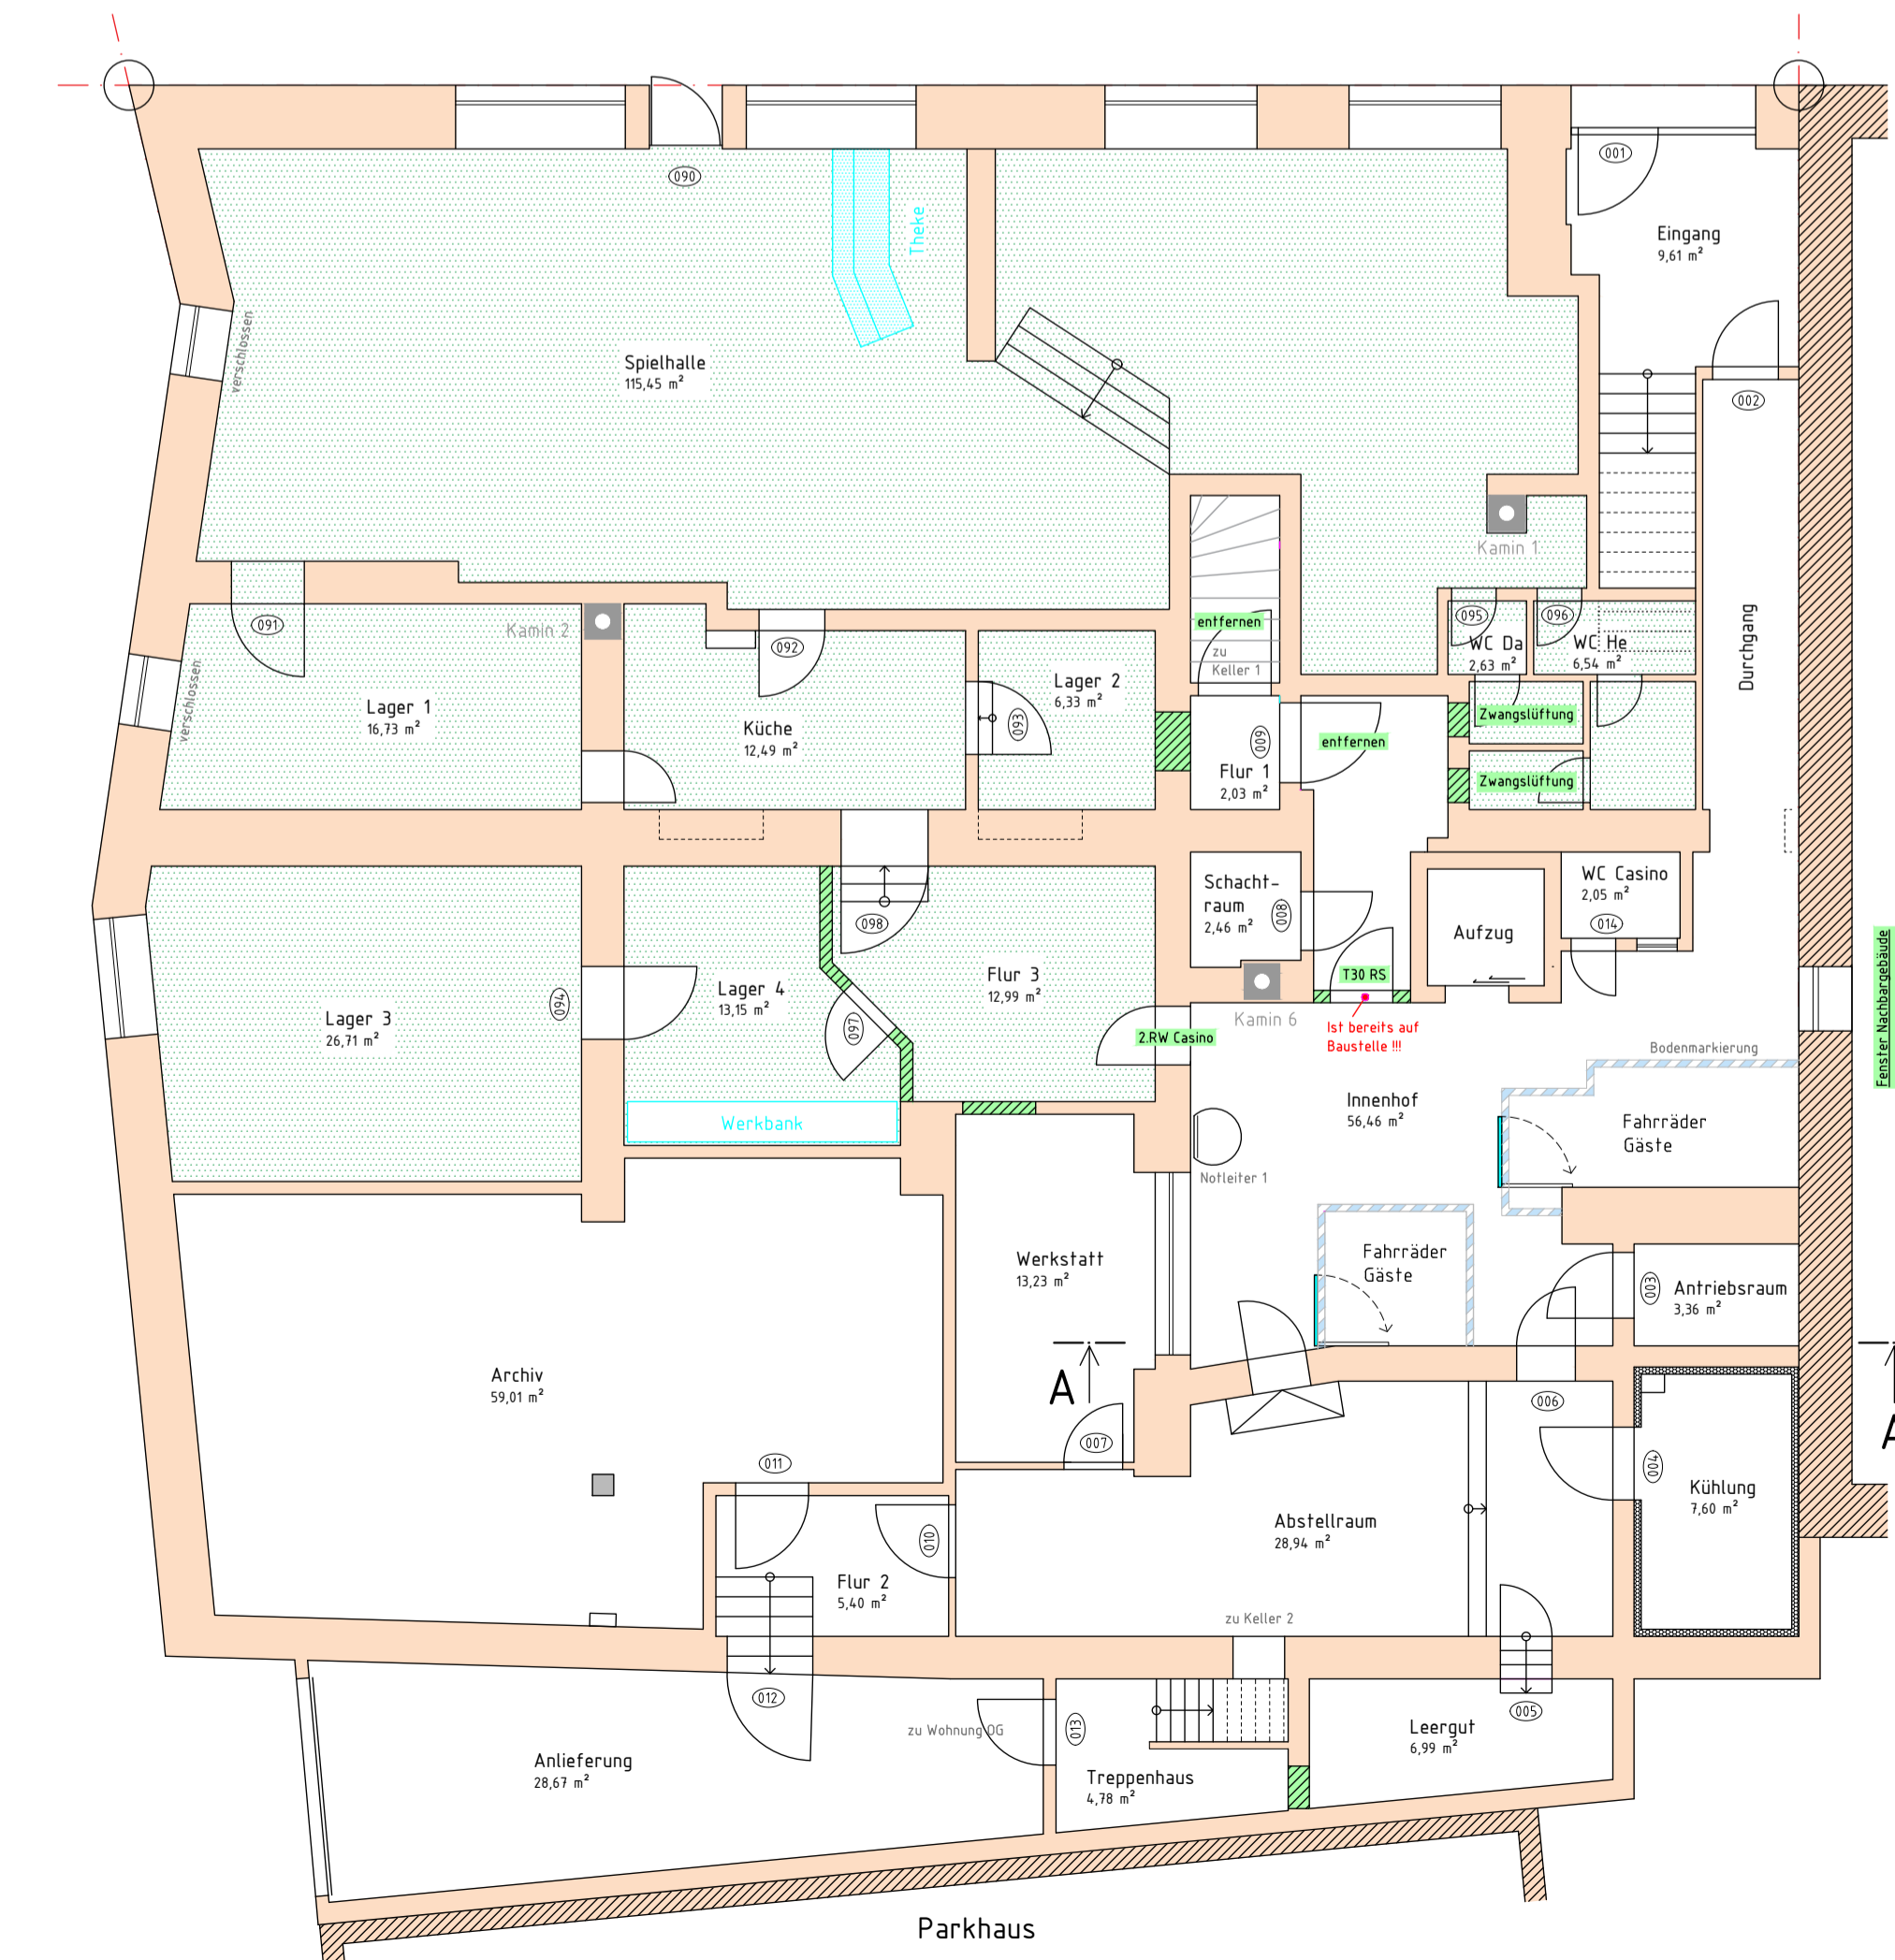 090
001
Theke
Eingang
9,61 m²
verschlossen
Spielhalle
115,45 m²
002
Kamin 1
091
Kamin 2
092
entfernen
zu
Keller 1
095
096
WC Da
2,63 m²
WC He
6,54 m²
Durchgang
verschlossen
Lager 1
16,73 m²
Küche
12,49 m²
093
Lager 2
6,33 m²
009
Flur 1
2,03 m²
entfernen
Zwangslüftung
Zwangslüftung
Schacht-
raum
2,46 m²
008
Aufzug
WC Casino
2,05 m²
014
098
Lager 3
26,71 m²
094
Lager 4
13,15 m²
097
Flur 3
12,99 m²
2.RW Casino
Kamin 6
T30 RS
Ist bereits auf
Baustelle !!!
Bodenmarkierung
Fenster Nachbargebäude
Werkbank
Innenhof
56,46 m²
Fahrräder
Gäste
Notleiter 1
Werkstatt
13,23 m²
Fahrräder
Gäste
003
Antriebsraum
3,36 m²
Archiv
59,01 m²
A
A
006
007
011
004
Kühlung
7,60 m²
010
Abstellraum
28,94 m²
Flur 2
5,40 m²
zu Keller 2
012
zu Wohnung OG
013
005
Leergut
6,99 m²
Anlieferung
28,67 m²
Treppenhaus
4,78 m²
Parkhaus